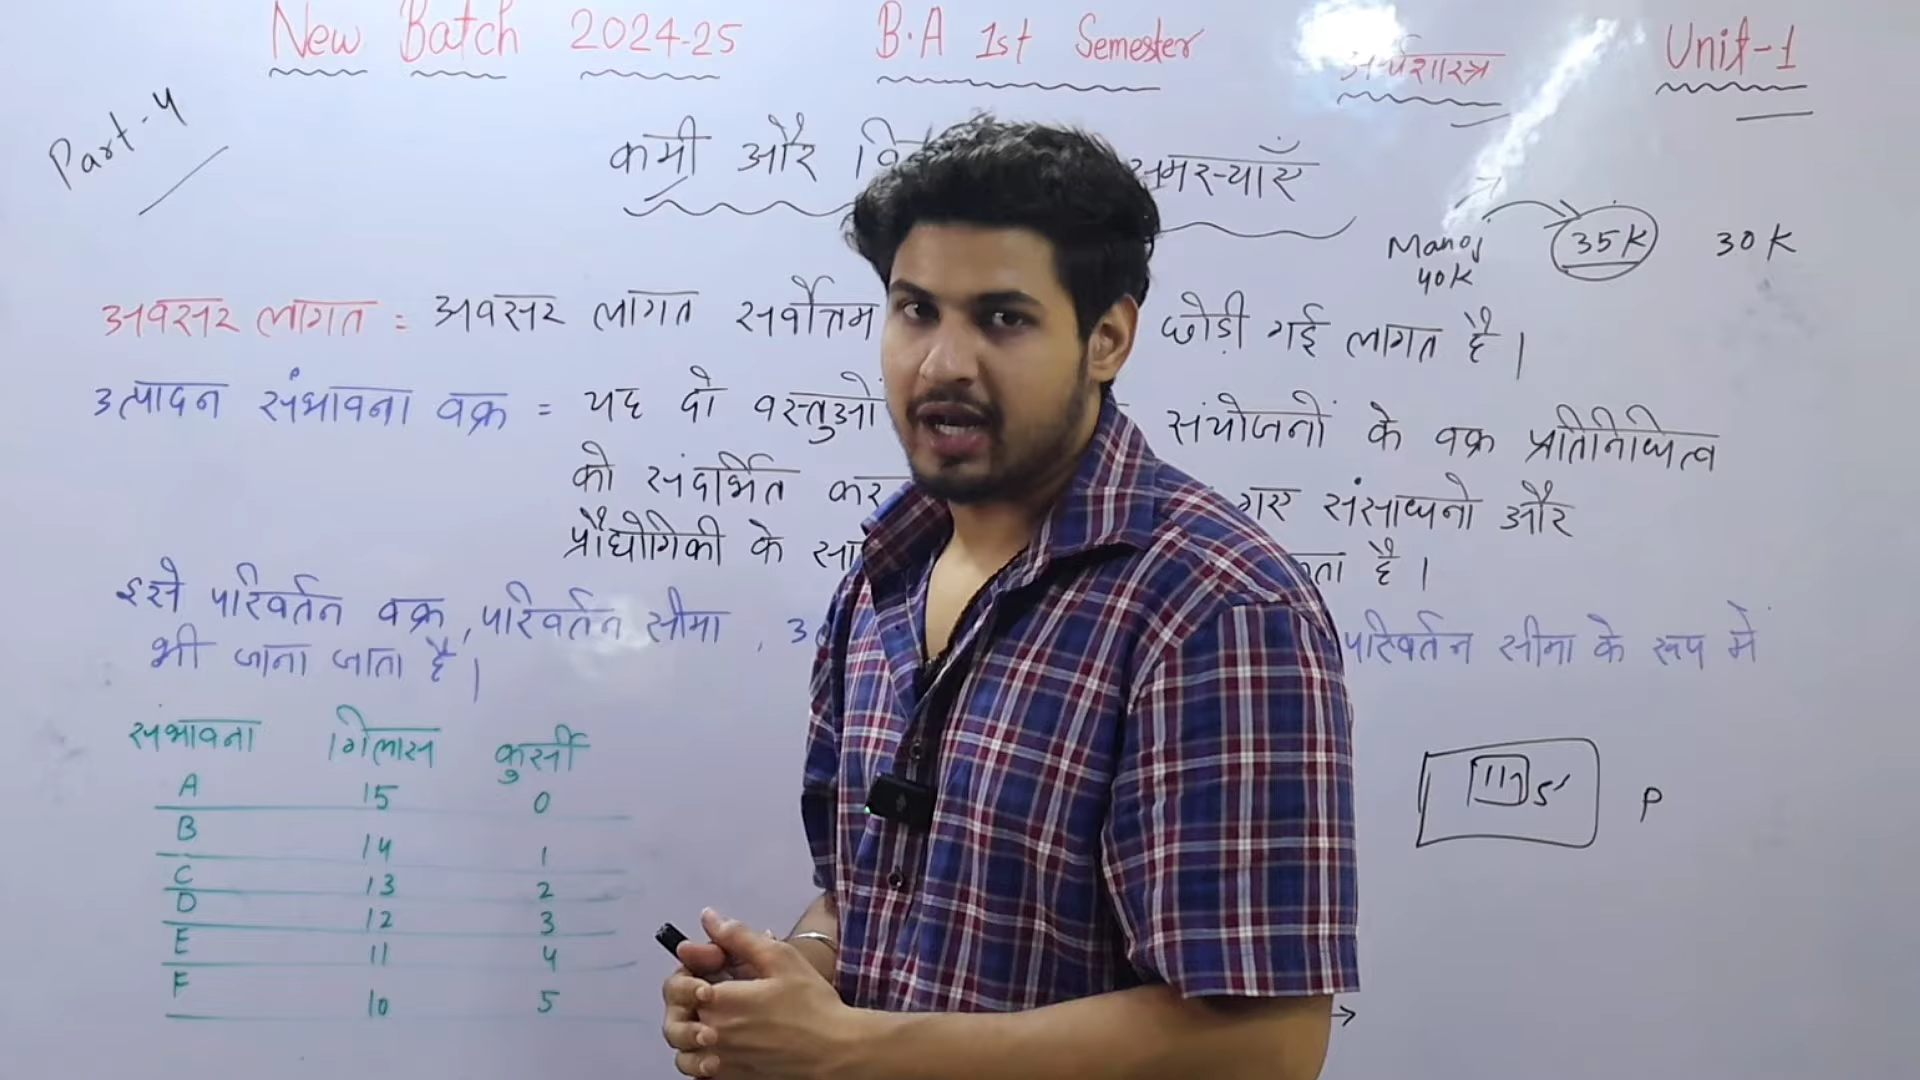 New Batch 2024-25 B.A 1st Semester अर्थशास्त्र Unit-1
Part-4
कमी और समस्याएँ
Manoj 35K 30K
40K
अवसर लागत : अवसर लागत सर्वोत्तम छोड़ी गई लागत है।
उत्पादन संभावना वक्र = यह दो वस्तुओं संयोजनों के वक्र प्रतिनिधित्व
को संदर्भित कर गए संसाधनो और
प्रौद्योगिकी के है।
इसे परिवर्तन वक्र, परिवर्तन सीमा, परिवर्तन सीमा के रूप में
भी जाना जाता है।
संभावना गिलास कुर्सी
A 15 0
B 14 1
C 13 2
D 12 3
E 11 4
F 10 5
P